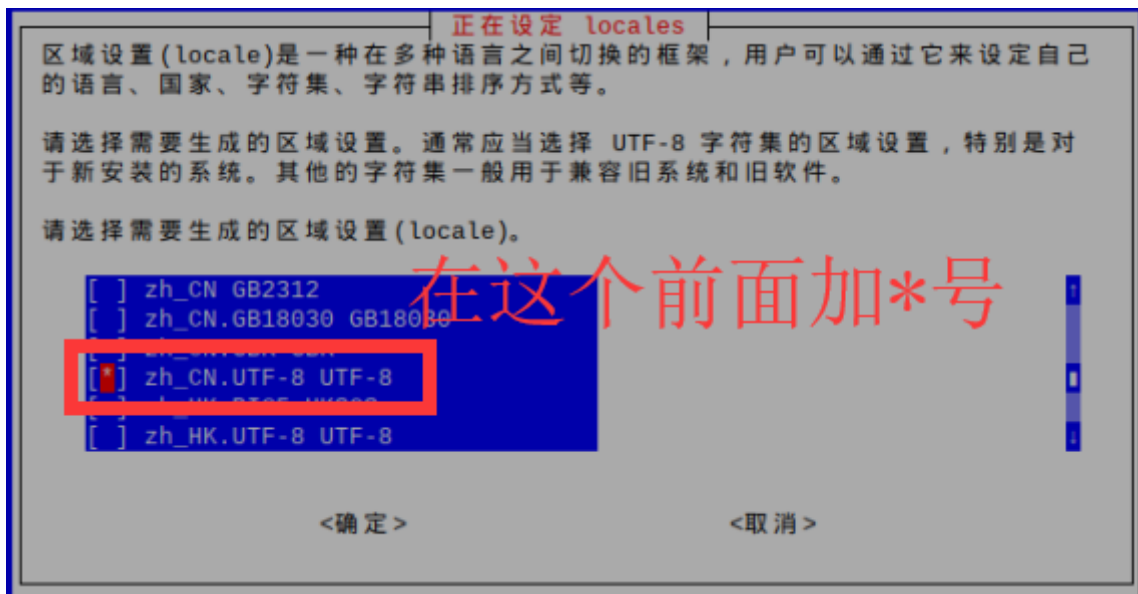 正在设定 locales
区域设置(locale)是一种在多种语言之间切换的框架，用户可以通过它来设定自己
的语言、国家、字符集、字符串排序方式等。
请选择需要生成的区域设置。通常应当选择 UTF-8 字符集的区域设置，特别是对
于新安装的系统。其他的字符集一般用于兼容旧系统和旧软件。
请选择需要生成的区域设置(locale)。
在这个前面加*号
[ ] zh_CN GB2312
[ ] zh_CN.GB18030 GB18030
[*] zh_CN.UTF-8 UTF-8
[ ] zh_HK.UTF-8 UTF-8
<确定> <取消>